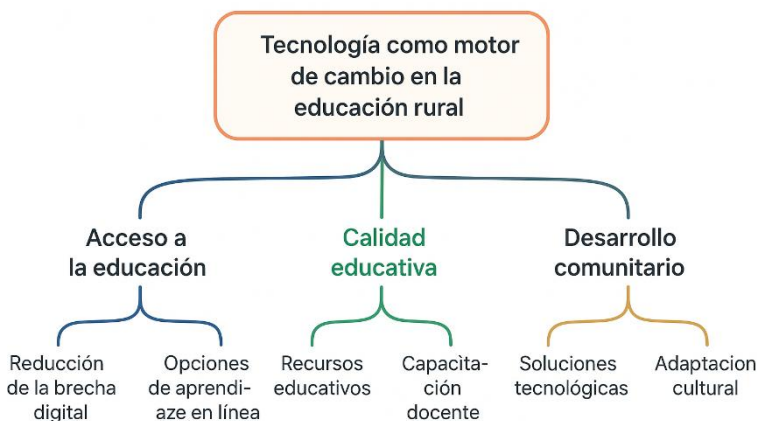 Tecnología como motor
de cambio en la
educación rural
Acceso a
la educación
Calidad
educativa
Desarrollo
comunitario
Reducción
de la brecha
digital
Opciones
de aprendi-
aze en línea
Recursos
educativos
Capacita-
ción
docente
Soluciones
tecnológicas
Adaptacion
cultural